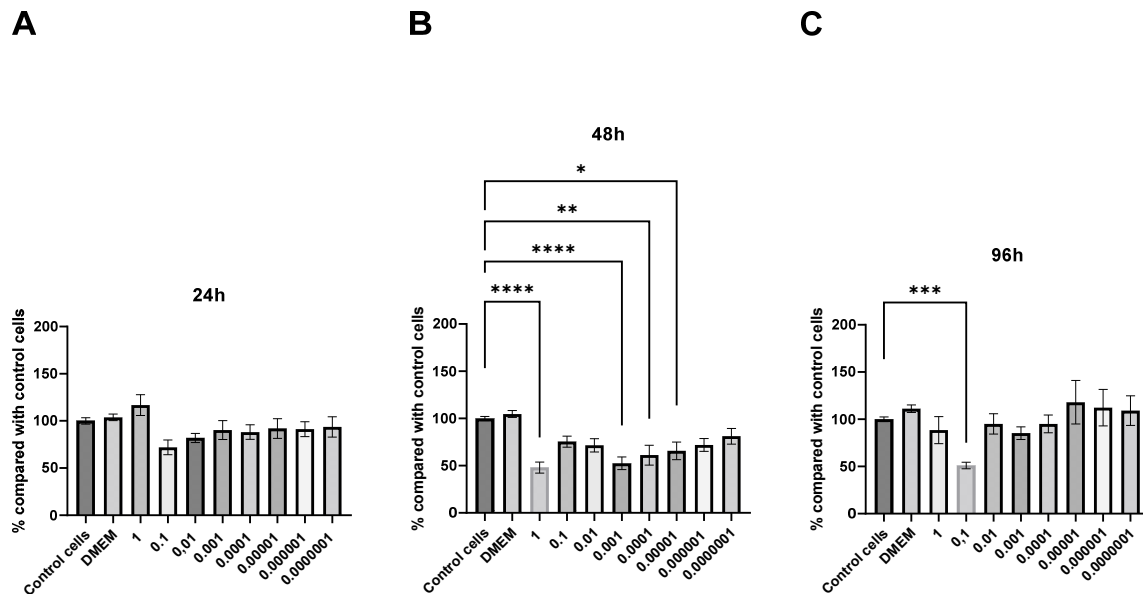 A
24h
% compared with control cells
200
150
100
50
0
Control cells
DMEM
1
0.1
0,01
0.001
0.0001
0.00001
0.000001
0.0000001
B
48h
*
**
****
****
% compared with control cells
200
150
100
50
0
Control cells
DMEM
1
0.1
0.01
0.001
0.0001
0.00001
0.000001
0.0000001
C
96h
***
% compared with control cells
200
150
100
50
0
Control cells
DMEM
1
0,1
0.01
0.001
0.0001
0.00001
0.000001
0.0000001